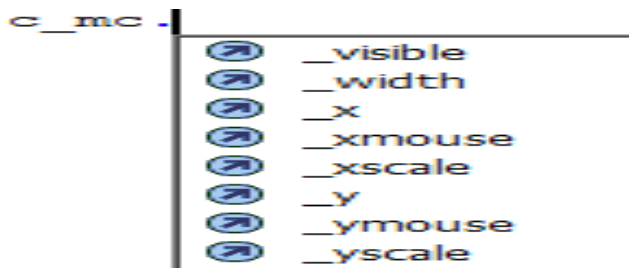 c_mc.
_visible
_width
_x
_xmouse
_xscale
_y
_ymouse
_yscale